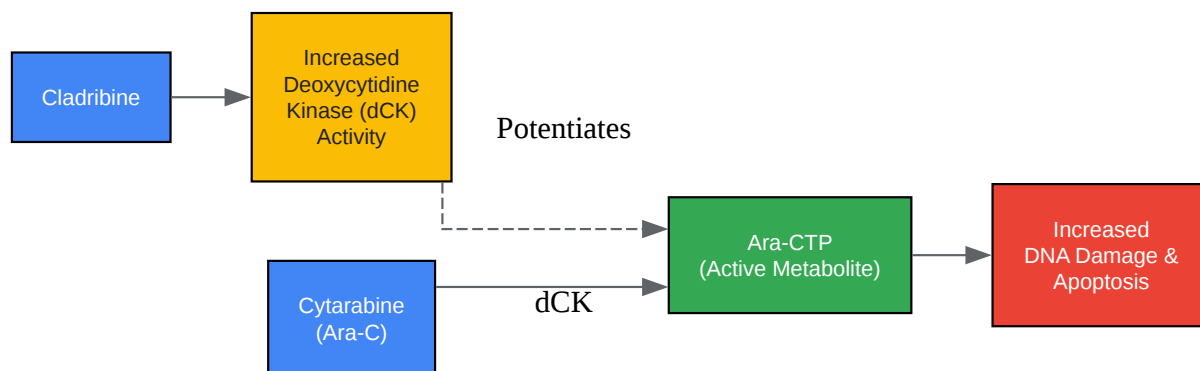 Cladribine
Increased
Deoxycytidine
Kinase (dCK)
Activity
Potentiates
Cytarabine
(Ara-C)
dCK
Ara-CTP
(Active Metabolite)
Increased
DNA Damage &
Apoptosis